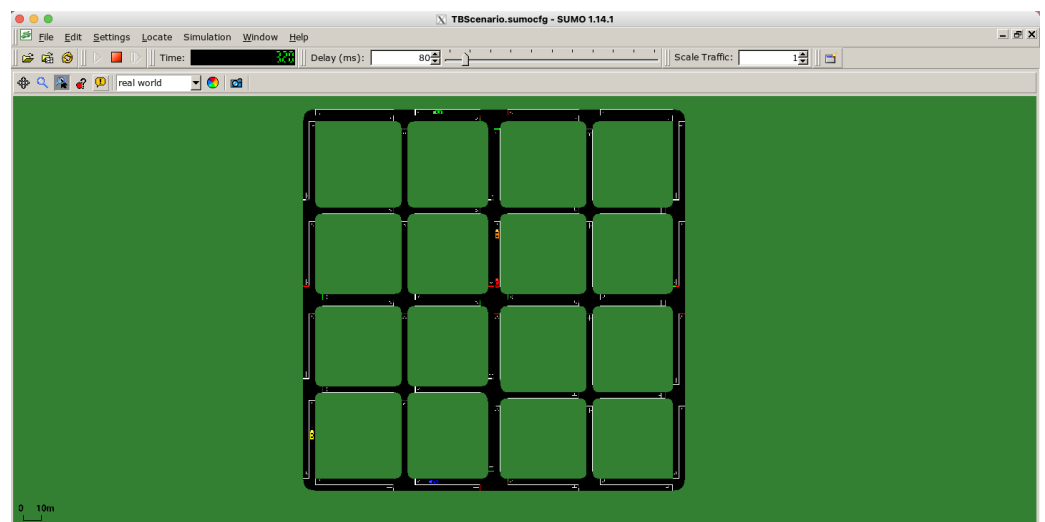 TBScenario.sumocfg - SUMO 1.14.1
File Edit Settings Locate Simulation Window Help
Time: 320 Delay (ms): 80 Scale Traffic: 1
real world
0 10m